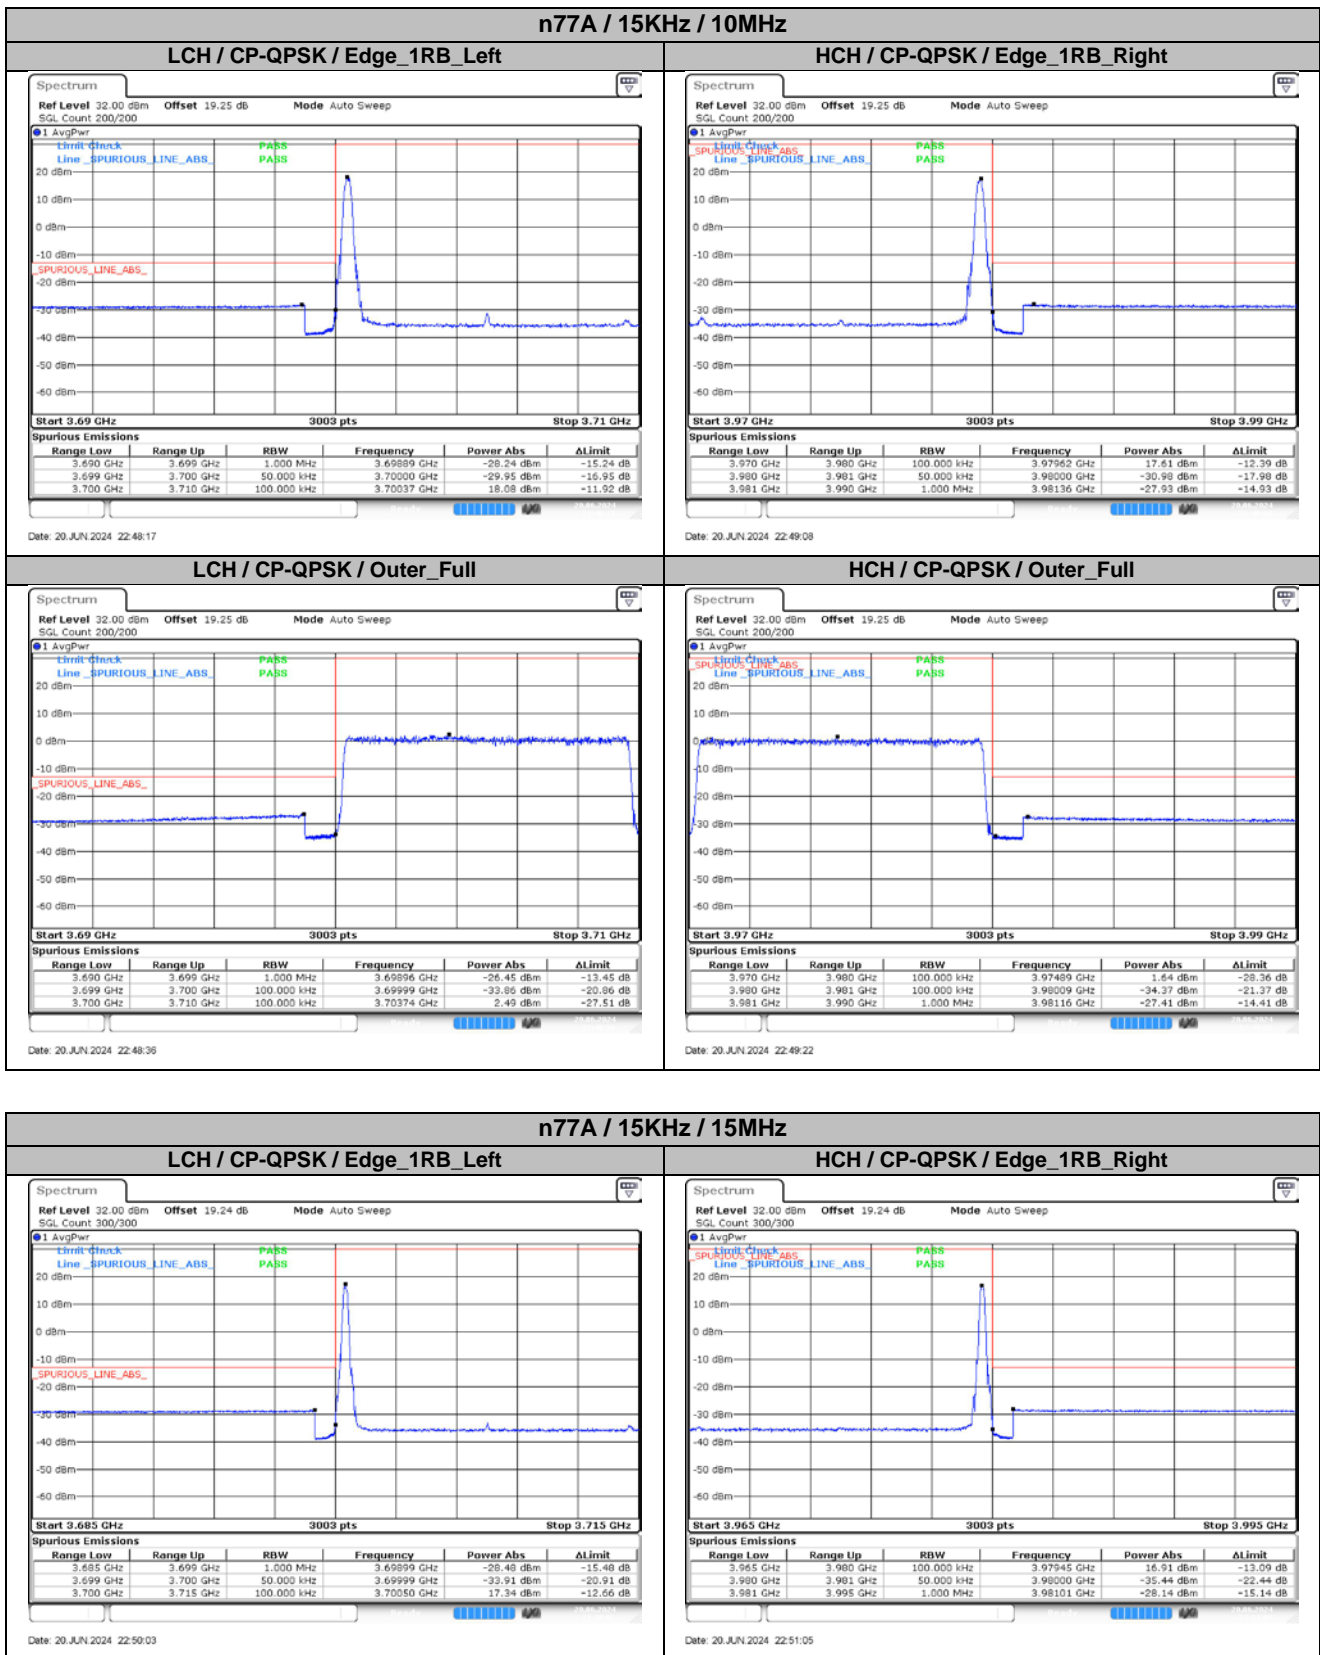 n77A / 15KHz / 10MHz
LCH / CP-QPSK / Edge_1RB_Left
HCH / CP-QPSK / Edge_1RB_Right
Spectrum
Ref Level 32.00 dBm Offset 19.25 dB Mode Auto Sweep
SGL Count 200/200
1 AvgPwr
Limit Check PASS
Line _SPURIOUS_LINE_ABS_ PASS
20 dBm
10 dBm
0 dBm
-10 dBm
_SPURIOUS_LINE_ABS_
-20 dBm
-30 dBm
-40 dBm
-50 dBm
-60 dBm
Start 3.69 GHz 3003 pts Stop 3.71 GHz
Spurious Emissions
Range Low Range Up RBW Frequency Power Abs ΔLimit
3.690 GHz 3.699 GHz 1.000 MHz 3.69889 GHz -28.24 dBm -15.24 dB
3.699 GHz 3.700 GHz 50.000 kHz 3.70000 GHz -29.95 dBm -16.95 dB
3.700 GHz 3.710 GHz 100.000 kHz 3.70037 GHz 18.08 dBm -11.92 dB
Date: 20.JUN.2024 22:48:17
Spectrum
Ref Level 32.00 dBm Offset 19.25 dB Mode Auto Sweep
SGL Count 200/200
1 AvgPwr
Limit Check PASS
_SPURIOUS_LINE_ABS_
Line _SPURIOUS_LINE_ABS_ PASS
20 dBm
10 dBm
0 dBm
-10 dBm
-20 dBm
-30 dBm
-40 dBm
-50 dBm
-60 dBm
Start 3.97 GHz 3003 pts Stop 3.99 GHz
Spurious Emissions
Range Low Range Up RBW Frequency Power Abs ΔLimit
3.970 GHz 3.980 GHz 100.000 kHz 3.97962 GHz 17.61 dBm -12.39 dB
3.980 GHz 3.981 GHz 50.000 kHz 3.98000 GHz -30.98 dBm -17.98 dB
3.981 GHz 3.990 GHz 1.000 MHz 3.98136 GHz -27.93 dBm -14.93 dB
Date: 20.JUN.2024 22:49:08
LCH / CP-QPSK / Outer_Full
HCH / CP-QPSK / Outer_Full
Spectrum
Ref Level 32.00 dBm Offset 19.25 dB Mode Auto Sweep
SGL Count 200/200
1 AvgPwr
Limit Check PASS
Line _SPURIOUS_LINE_ABS_ PASS
20 dBm
10 dBm
0 dBm
-10 dBm
_SPURIOUS_LINE_ABS_
-20 dBm
-30 dBm
-40 dBm
-50 dBm
-60 dBm
Start 3.69 GHz 3003 pts Stop 3.71 GHz
Spurious Emissions
Range Low Range Up RBW Frequency Power Abs ΔLimit
3.690 GHz 3.699 GHz 1.000 MHz 3.69896 GHz -26.45 dBm -13.45 dB
3.699 GHz 3.700 GHz 100.000 kHz 3.69999 GHz -33.86 dBm -20.86 dB
3.700 GHz 3.710 GHz 100.000 kHz 3.70374 GHz 2.49 dBm -27.51 dB
Date: 20.JUN.2024 22:48:36
Spectrum
Ref Level 32.00 dBm Offset 19.25 dB Mode Auto Sweep
SGL Count 200/200
1 AvgPwr
Limit Check PASS
_SPURIOUS_LINE_ABS_
Line _SPURIOUS_LINE_ABS_ PASS
20 dBm
10 dBm
0 dBm
-10 dBm
-20 dBm
-30 dBm
-40 dBm
-50 dBm
-60 dBm
Start 3.97 GHz 3003 pts Stop 3.99 GHz
Spurious Emissions
Range Low Range Up RBW Frequency Power Abs ΔLimit
3.970 GHz 3.980 GHz 100.000 kHz 3.97489 GHz 1.64 dBm -28.36 dB
3.980 GHz 3.981 GHz 100.000 kHz 3.98009 GHz -34.37 dBm -21.37 dB
3.981 GHz 3.990 GHz 1.000 MHz 3.98116 GHz -27.41 dBm -14.41 dB
Date: 20.JUN.2024 22:49:22
n77A / 15KHz / 15MHz
LCH / CP-QPSK / Edge_1RB_Left
HCH / CP-QPSK / Edge_1RB_Right
Spectrum
Ref Level 32.00 dBm Offset 19.24 dB Mode Auto Sweep
SGL Count 300/300
1 AvgPwr
Limit Check PASS
Line _SPURIOUS_LINE_ABS_ PASS
20 dBm
10 dBm
0 dBm
-10 dBm
_SPURIOUS_LINE_ABS_
-20 dBm
-30 dBm
-40 dBm
-50 dBm
-60 dBm
Start 3.685 GHz 3003 pts Stop 3.715 GHz
Spurious Emissions
Range Low Range Up RBW Frequency Power Abs ΔLimit
3.685 GHz 3.699 GHz 1.000 MHz 3.69899 GHz -28.48 dBm -15.48 dB
3.699 GHz 3.700 GHz 50.000 kHz 3.69999 GHz -33.91 dBm -20.91 dB
3.700 GHz 3.715 GHz 100.000 kHz 3.70050 GHz 17.34 dBm -12.66 dB
Date: 20.JUN.2024 22:50:03
Spectrum
Ref Level 32.00 dBm Offset 19.24 dB Mode Auto Sweep
SGL Count 300/300
1 AvgPwr
Limit Check PASS
_SPURIOUS_LINE_ABS_
Line _SPURIOUS_LINE_ABS_ PASS
20 dBm
10 dBm
0 dBm
-10 dBm
-20 dBm
-30 dBm
-40 dBm
-50 dBm
-60 dBm
Start 3.965 GHz 3003 pts Stop 3.995 GHz
Spurious Emissions
Range Low Range Up RBW Frequency Power Abs ΔLimit
3.965 GHz 3.980 GHz 100.000 kHz 3.97945 GHz 16.91 dBm -13.09 dB
3.980 GHz 3.981 GHz 50.000 kHz 3.98000 GHz -35.44 dBm -22.44 dB
3.981 GHz 3.995 GHz 1.000 MHz 3.98101 GHz -28.14 dBm -15.14 dB
Date: 20.JUN.2024 22:51:05